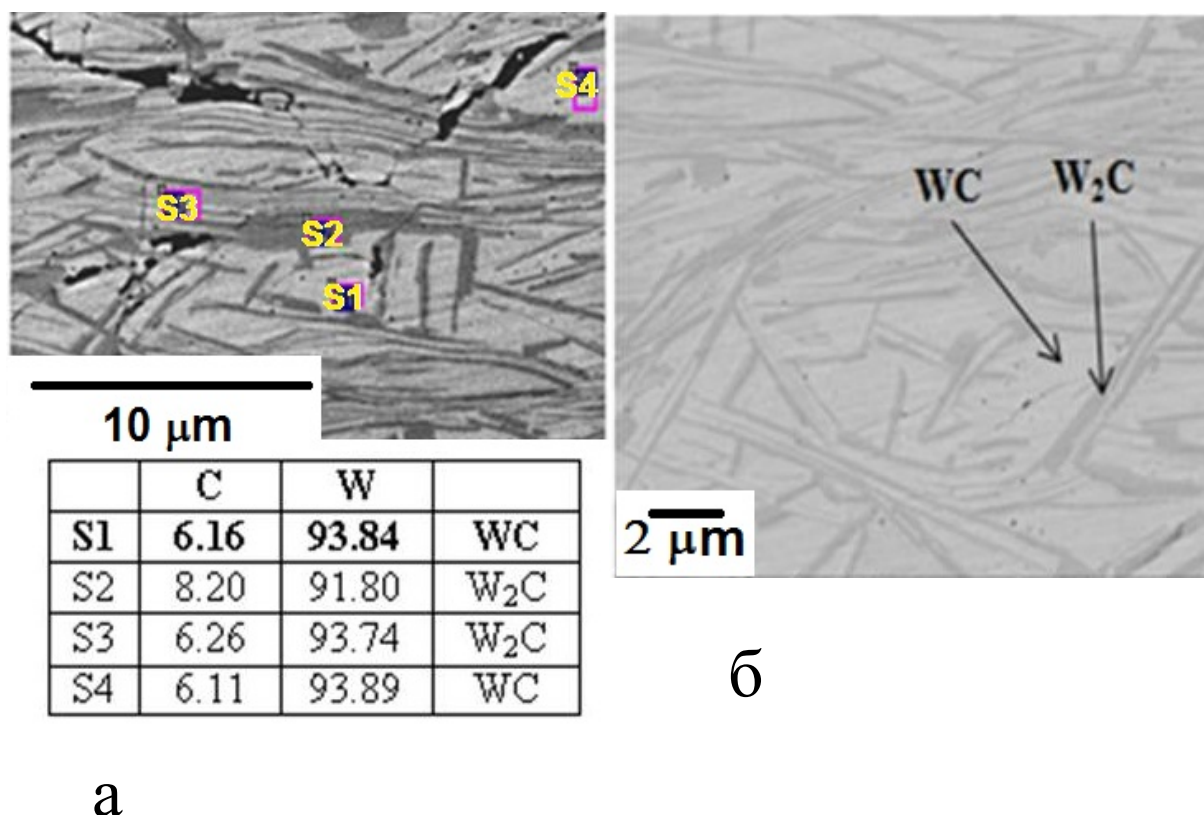 S4
S3
S2
S1
10 μm
C W
S1 6.16 93.84 WC
S2 8.20 91.80 W₂C
S3 6.26 93.74 W₂C
S4 6.11 93.89 WC
а
WC W₂C
2 μm
б